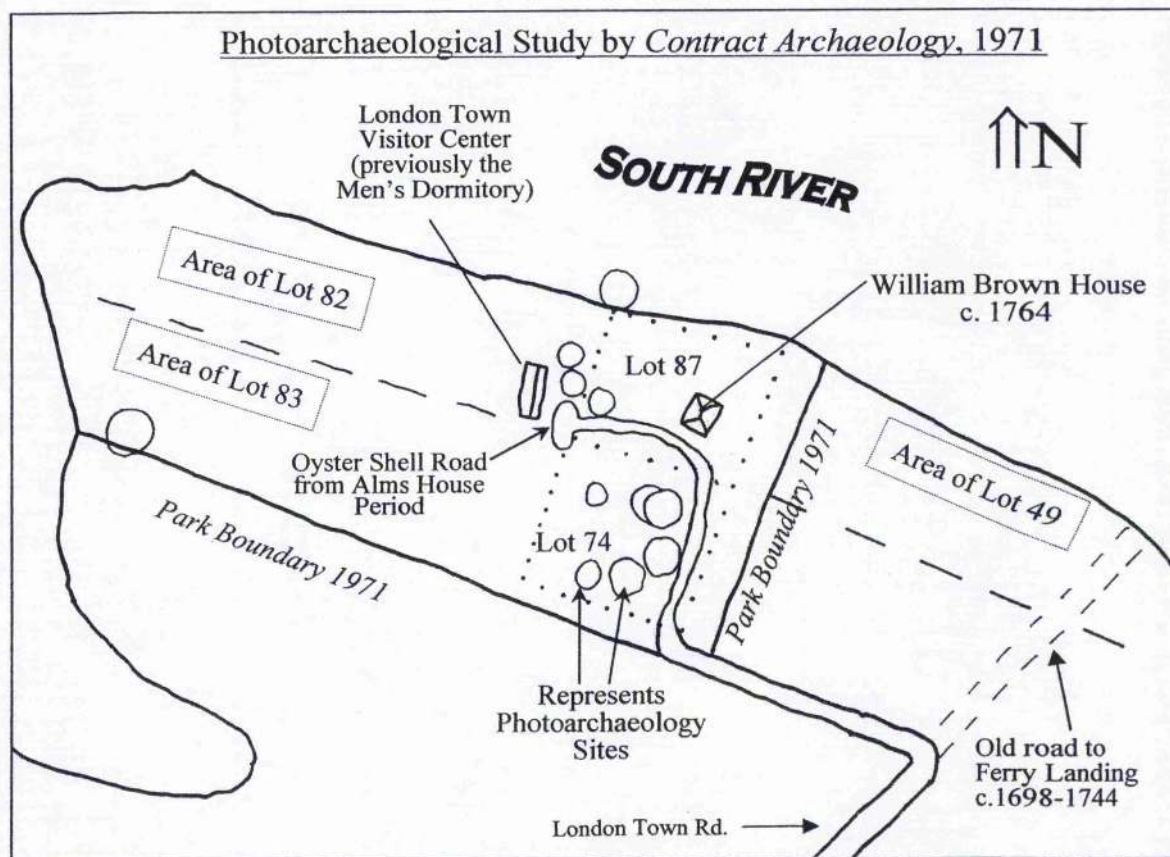 Photoarchaeological Study by Contract Archaeology, 1971
London Town
Visitor Center
(previously the
Men's Dormitory)
SOUTH RIVER
N
Area of Lot 82
William Brown House
c. 1764
Area of Lot 83
Lot 87
Oyster Shell Road
from Alms House
Period
Park Boundary 1971
Area of Lot 49
Park Boundary 1971
Lot 74
Represents
Photoarchaeology
Sites
Old road to
Ferry Landing
c.1698-1744
London Town Rd.